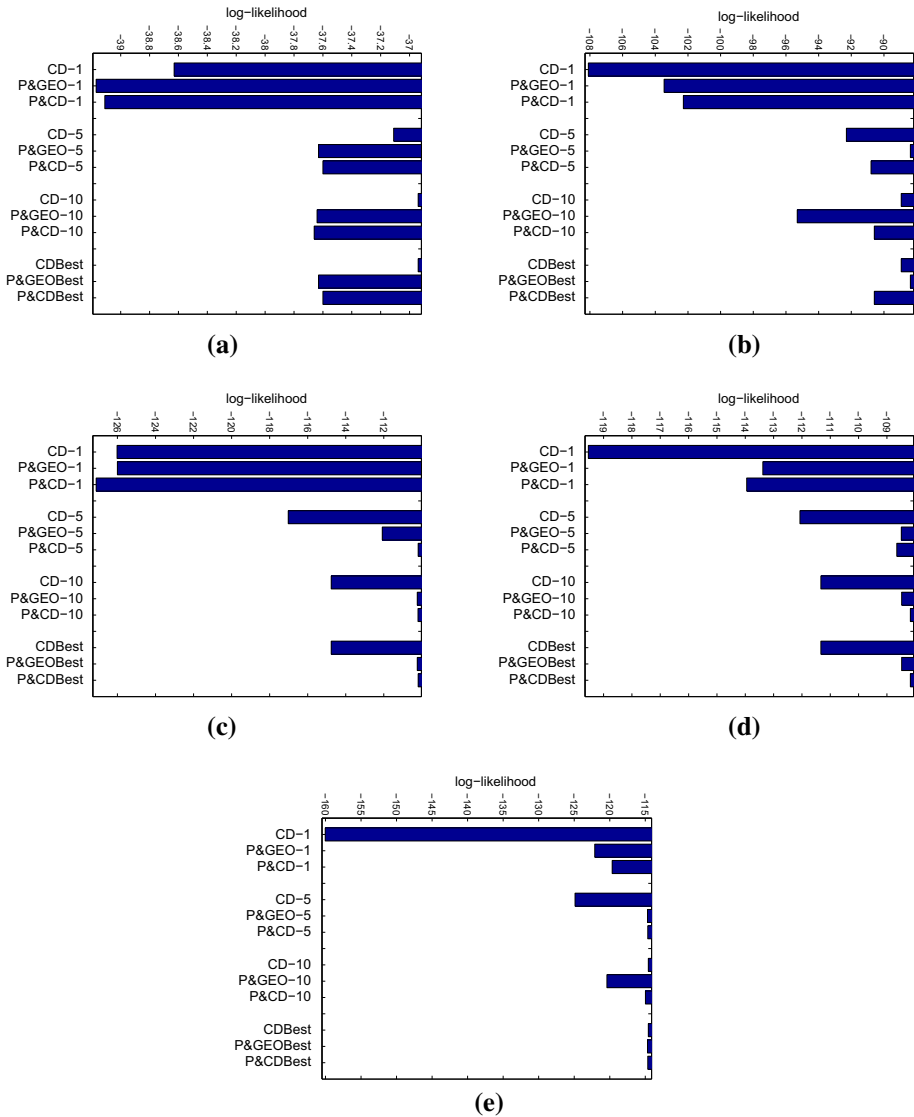 log−likelihood
−39 −38.8 −38.6 −38.4 −38.2 −38 −37.8 −37.6 −37.4 −37.2 −37
CD−1
P&GEO−1
P&CD−1
CD−5
P&GEO−5
P&CD−5
CD−10
P&GEO−10
P&CD−10
CDBest
P&GEOBest
P&CDBest
(a)
log−likelihood
−108 −106 −104 −102 −100 −98 −96 −94 −92 −90
CD−1
P&GEO−1
P&CD−1
CD−5
P&GEO−5
P&CD−5
CD−10
P&GEO−10
P&CD−10
CDBest
P&GEOBest
P&CDBest
(b)
log−likelihood
−126 −124 −122 −120 −118 −116 −114 −112
CD−1
P&GEO−1
P&CD−1
CD−5
P&GEO−5
P&CD−5
CD−10
P&GEO−10
P&CD−10
CDBest
P&GEOBest
P&CDBest
(c)
log−likelihood
−119 −118 −117 −116 −115 −114 −113 −112 −111 −110 −109
CD−1
P&GEO−1
P&CD−1
CD−5
P&GEO−5
P&CD−5
CD−10
P&GEO−10
P&CD−10
CDBest
P&GEOBest
P&CDBest
(d)
log−likelihood
−160 −155 −150 −145 −140 −135 −130 −125 −120 −115
CD−1
P&GEO−1
P&CD−1
CD−5
P&GEO−5
P&CD−5
CD−10
P&GEO−10
P&CD−10
CDBest
P&GEOBest
P&CDBest
(e)